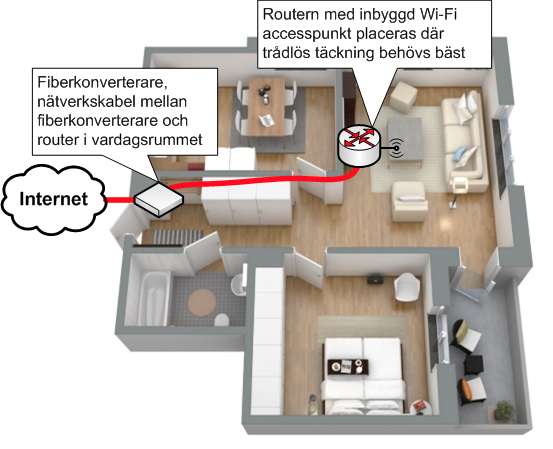 Routern med inbyggd Wi-Fi
accesspunkt placeras där
trådlös täckning behövs bäst
Fiberkonverterare,
nätverkskabel mellan
fiberkonverterare och
router i vardagsrummet
Internet